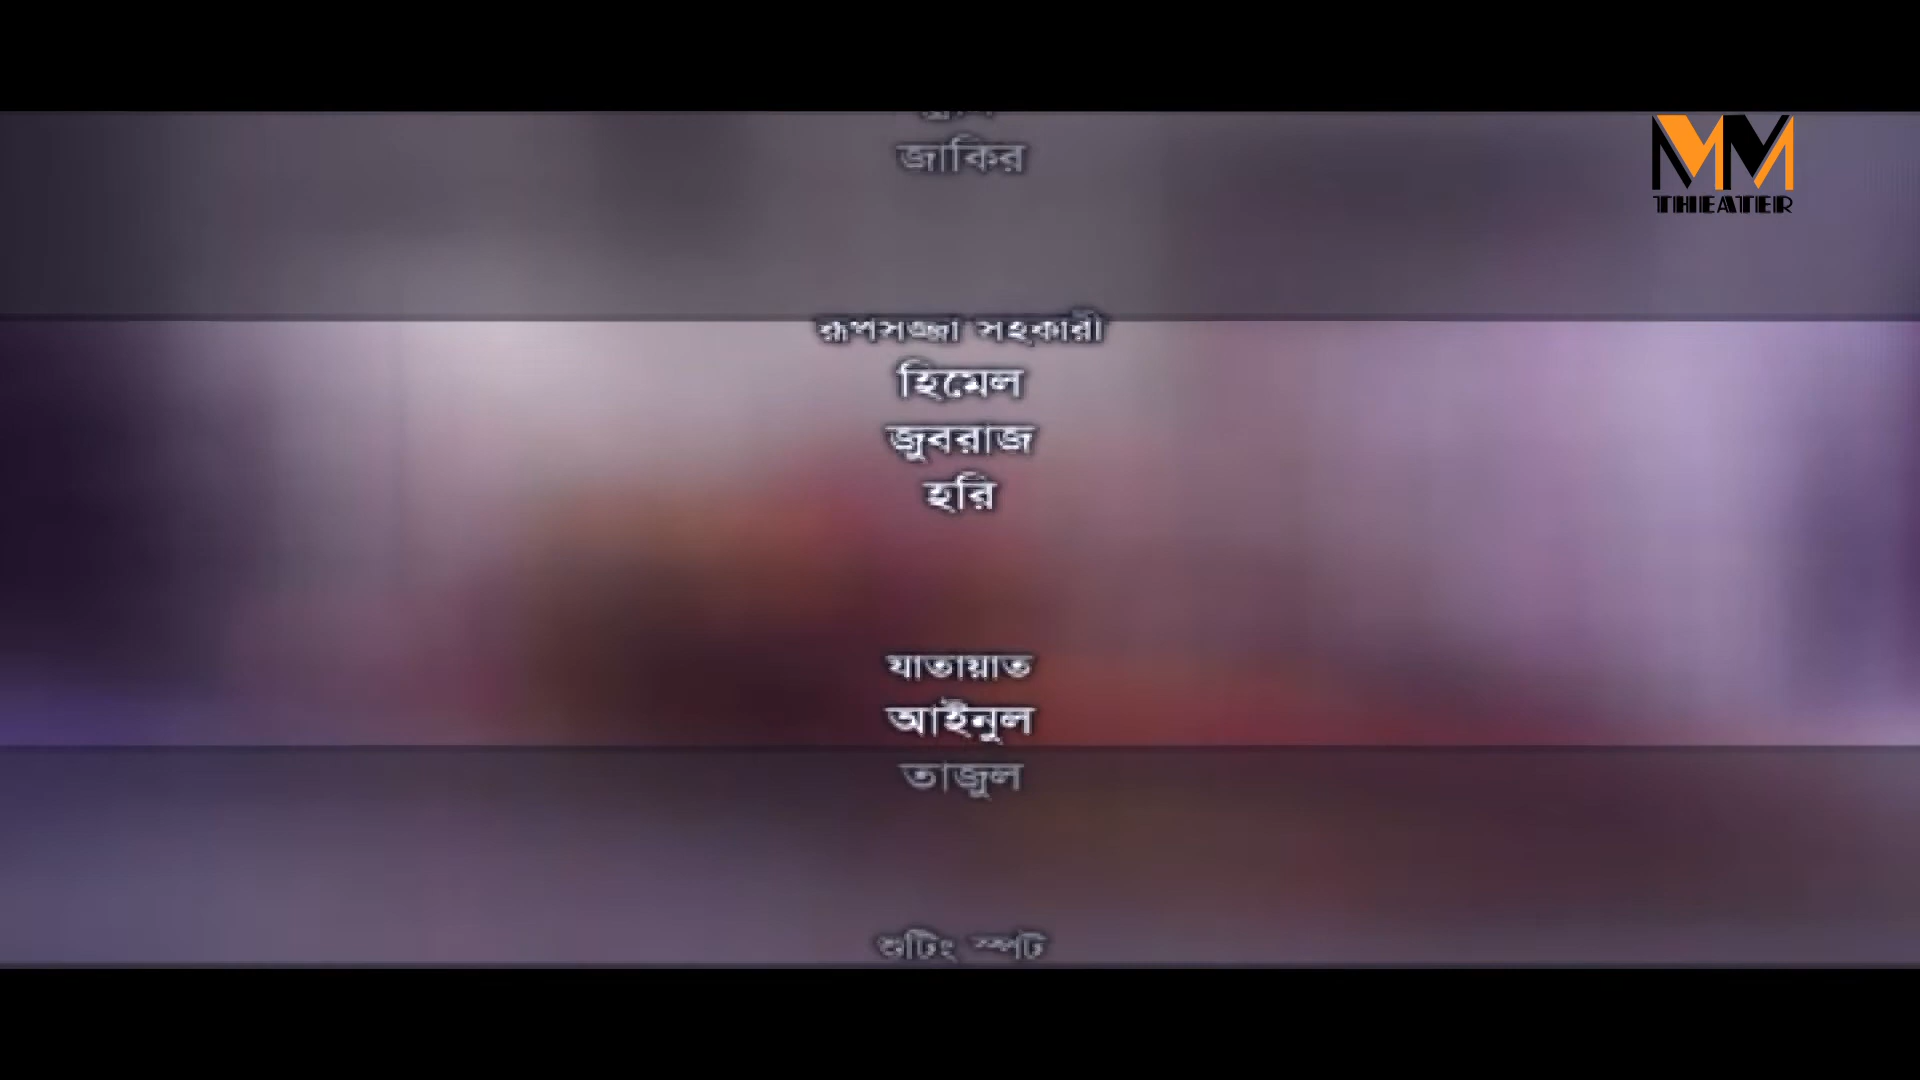 জাকির
MM
THEATER
রূপসজ্জা সহকারী
হিমেল
জুবরাজ
হরি
যাতায়াত
আইনুল
তাজুল
শুটিং স্পট